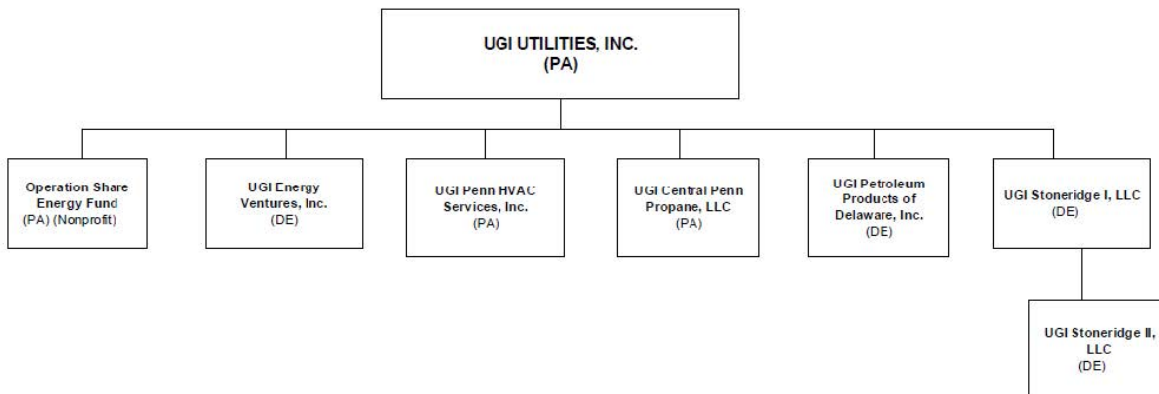 UGI UTILITIES, INC.
(PA)
Operation Share
Energy Fund
(PA) (Nonprofit)
UGI Energy
Ventures, Inc.
(DE)
UGI Penn HVAC
Services, Inc.
(PA)
UGI Central Penn
Propane, LLC
(PA)
UGI Petroleum
Products of
Delaware, Inc.
(DE)
UGI Stoneridge I, LLC
(DE)
UGI Stoneridge II,
LLC
(DE)